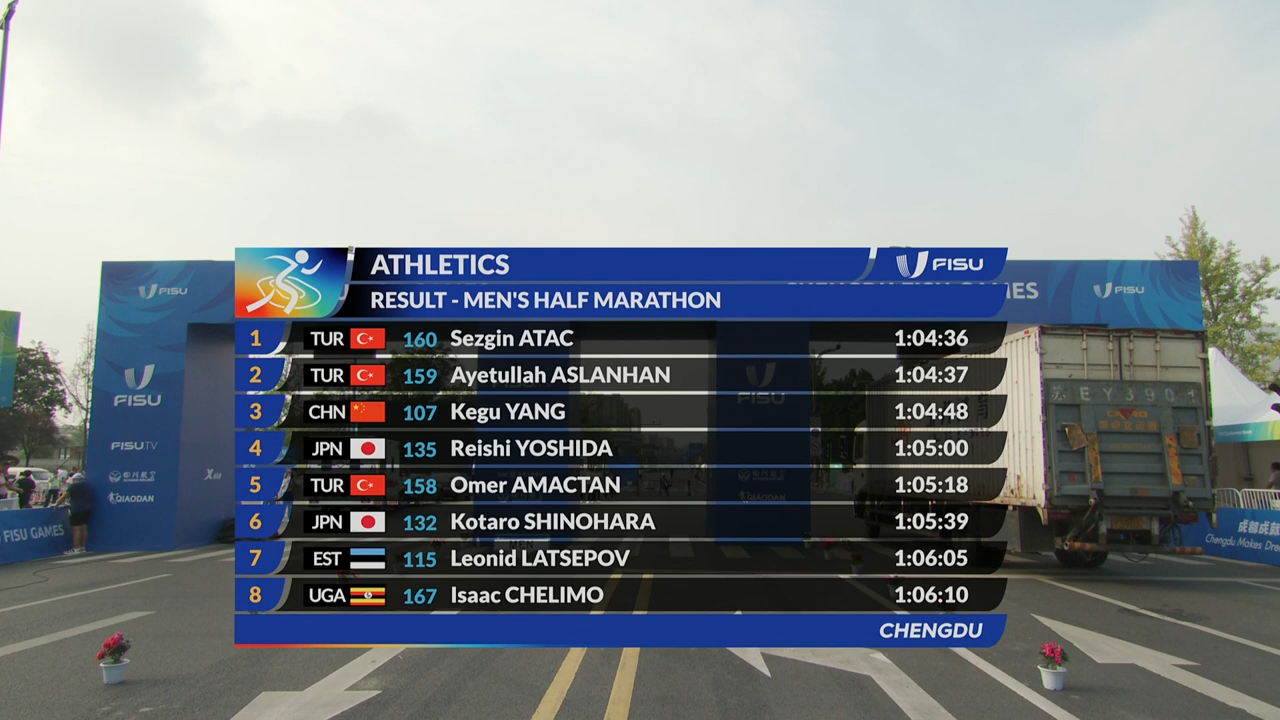 ATHLETICS
FISU
RESULT - MEN'S HALF MARATHON
1 TUR 160 Sezgin ATAC 1:04:36
2 TUR 159 Ayetullah ASLANHAN 1:04:37
3 CHN 107 Kegu YANG 1:04:48
4 JPN 135 Reishi YOSHIDA 1:05:00
5 TUR 158 Omer AMACTAN 1:05:18
6 JPN 132 Kotaro SHINOHARA 1:05:39
7 EST 115 Leonid LATSEPOV 1:06:05
8 UGA 167 Isaac CHELIMO 1:06:10
CHENGDU
FISU
FISU
FISU
FISU.TV
QIAODAN
FISU GAMES
FISU